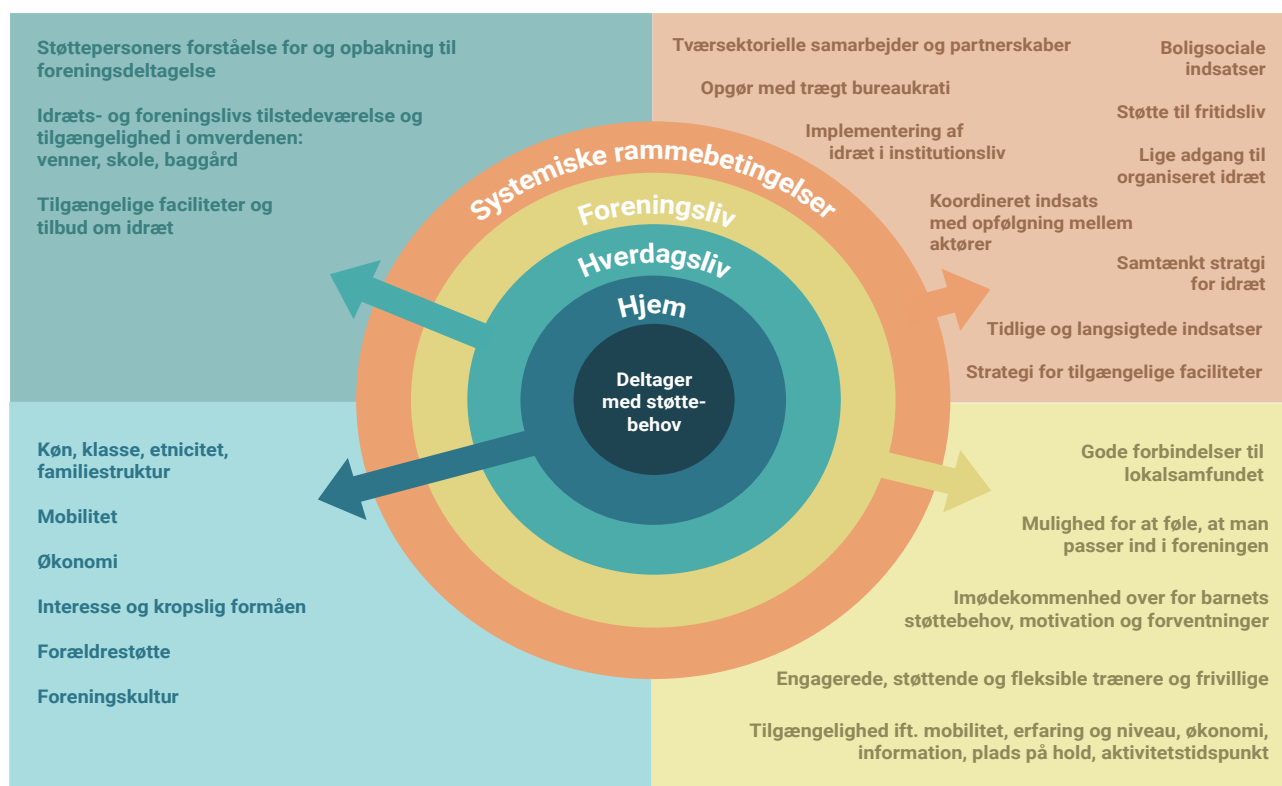 Støttepersoners forståelse for og opbakning til
foreningsdeltagelse
Idræts- og foreningslivs tilstedeværelse og
tilgængelighed i omverdenen:
venner, skole, baggård
Tilgængelige faciliteter og
tilbud om idræt
Tværsektorielle samarbejder og partnerskaber
Opgør med trægt bureaukrati
Implementering af
idræt i institutionsliv
Boligsociale
indsatser
Støtte til fritidsliv
Lige adgang til
organiseret idræt
Koordineret indsats
med opfølgning mellem
aktører
Samtænkt stratgi
for idræt
Tidlige og langsigtede indsatser
Strategi for tilgængelige faciliteter
Systemiske rammebetingelser
Foreningsliv
Hverdagsliv
Hjem
Deltager
med støtte-
behov
Køn, klasse, etnicitet,
familiestruktur
Mobilitet
Økonomi
Interesse og kropslig formåen
Forældrestøtte
Foreningskultur
Gode forbindelser til
lokalsamfundet
Mulighed for at føle, at man
passer ind i foreningen
Imødekommenhed over for barnets
støttebehov, motivation og forventninger
Engagerede, støttende og fleksible trænere og frivillige
Tilgængelighed ift. mobilitet, erfaring og niveau, økonomi,
information, plads på hold, aktivitetstidspunkt